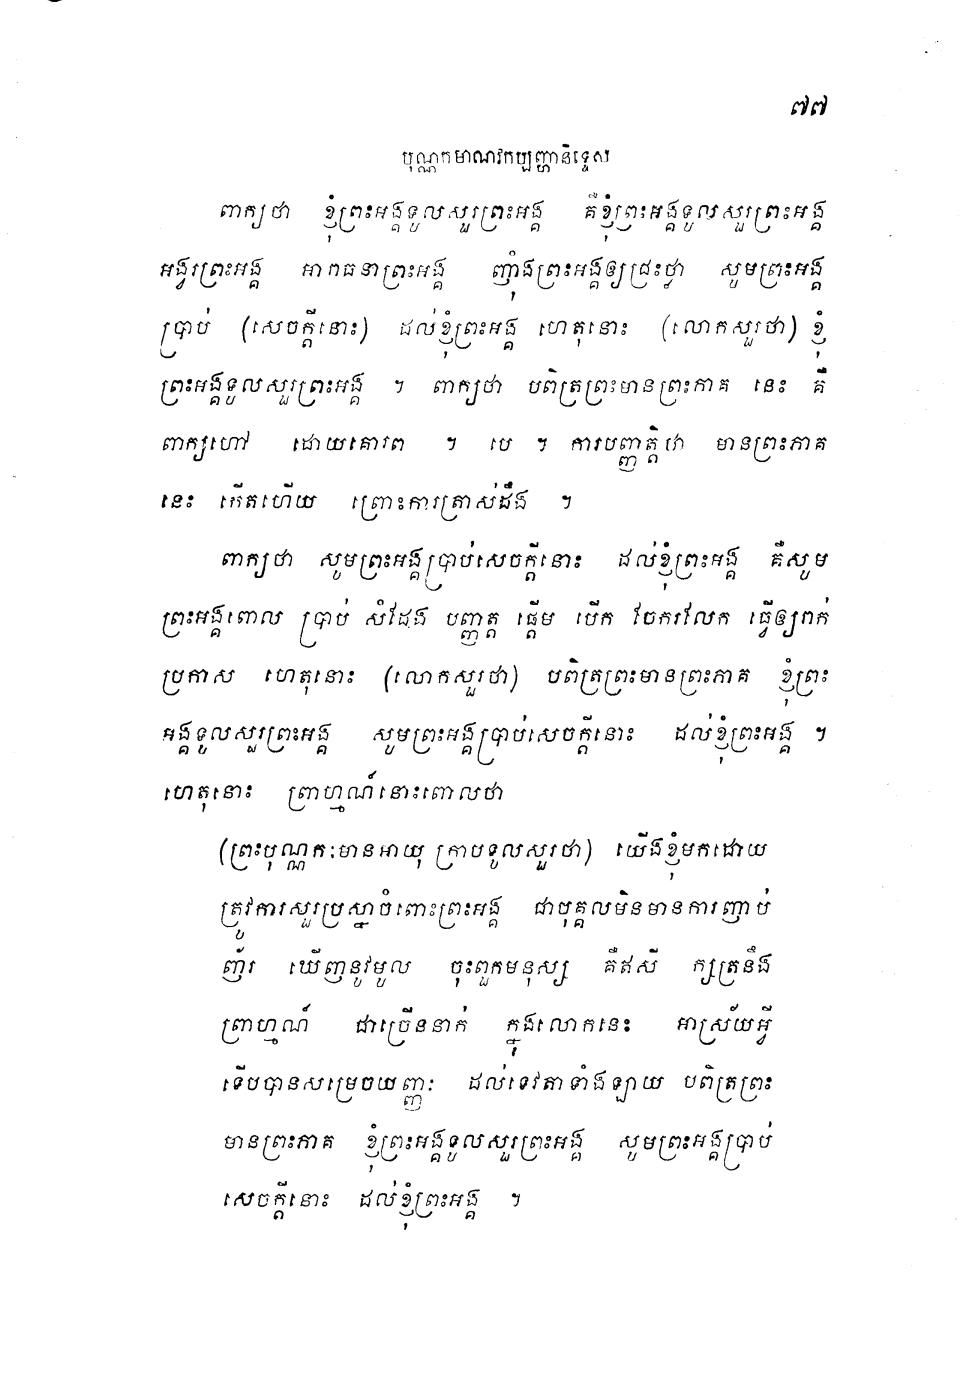 ៧៧
បុណ្ណកមាណវកប្បញ្ហានិទ្ទេស
ពាក្យថា ខ្ញុំព្រះអង្គទូលសួរព្រះអង្គ គឺខ្ញុំព្រះអង្គទូលសួរព្រះអង្គ
អង្វរព្រះអង្គ អារាធនាព្រះអង្គ ញ៉ាំងព្រះអង្គឲ្យជ្រះថ្លា សូមព្រះអង្គ
ប្រាប់ (សេចក្តីនោះ) ដល់ខ្ញុំព្រះអង្គ ហេតុនោះ (លោកសួរថា) ខ្ញុំ
ព្រះអង្គទូលសួរព្រះអង្គ ។ ពាក្យថា បពិត្រព្រះមានព្រះភាគ នេះ គឺ
ពាក្យហៅ ដោយគោរព ។ បេ ។ ការបញ្ញត្តិថា មានព្រះភាគ
នេះ កើតហើយ ព្រោះការត្រាស់ដឹង ។
ពាក្យថា សូមព្រះអង្គប្រាប់សេចក្តីនោះ ដល់ខ្ញុំព្រះអង្គ គឺសូម
ព្រះអង្គពោល ប្រាប់ សំដែង បញ្ញត្ត ផ្តើម បើក ចែករលែក ធ្វើឲ្យរាក់
ប្រកាស ហេតុនោះ (លោកសួរថា) បពិត្រព្រះមានព្រះភាគ ខ្ញុំព្រះ
អង្គទូលសួរព្រះអង្គ សូមព្រះអង្គប្រាប់សេចក្តីនោះ ដល់ខ្ញុំព្រះអង្គ ។
ហេតុនោះ ព្រាហ្មណ៍នោះពោលថា
(ព្រះបុណ្ណកៈមានអាយុ ក្រាបទូលសួរថា) យើងខ្ញុំមកដោយ
ត្រូវការសួរប្រស្នាចំពោះព្រះអង្គ ជាបុគ្គលមិនមានការញាប់
ញ័រ ឃើញនូវមូល ចុះពួកមនុស្ស គឺឥសី ក្សត្រនឹង
ព្រាហ្មណ៍ ជាច្រើននាក់ ក្នុងលោកនេះ អាស្រ័យអ្វី
ទើបបានសម្រេចយញ្ញៈ ដល់ទេវតាទាំងឡាយ បពិត្រព្រះ
មានព្រះភាគ ខ្ញុំព្រះអង្គទូលសួរព្រះអង្គ សូមព្រះអង្គប្រាប់
សេចក្តីនោះ ដល់ខ្ញុំព្រះអង្គ ។